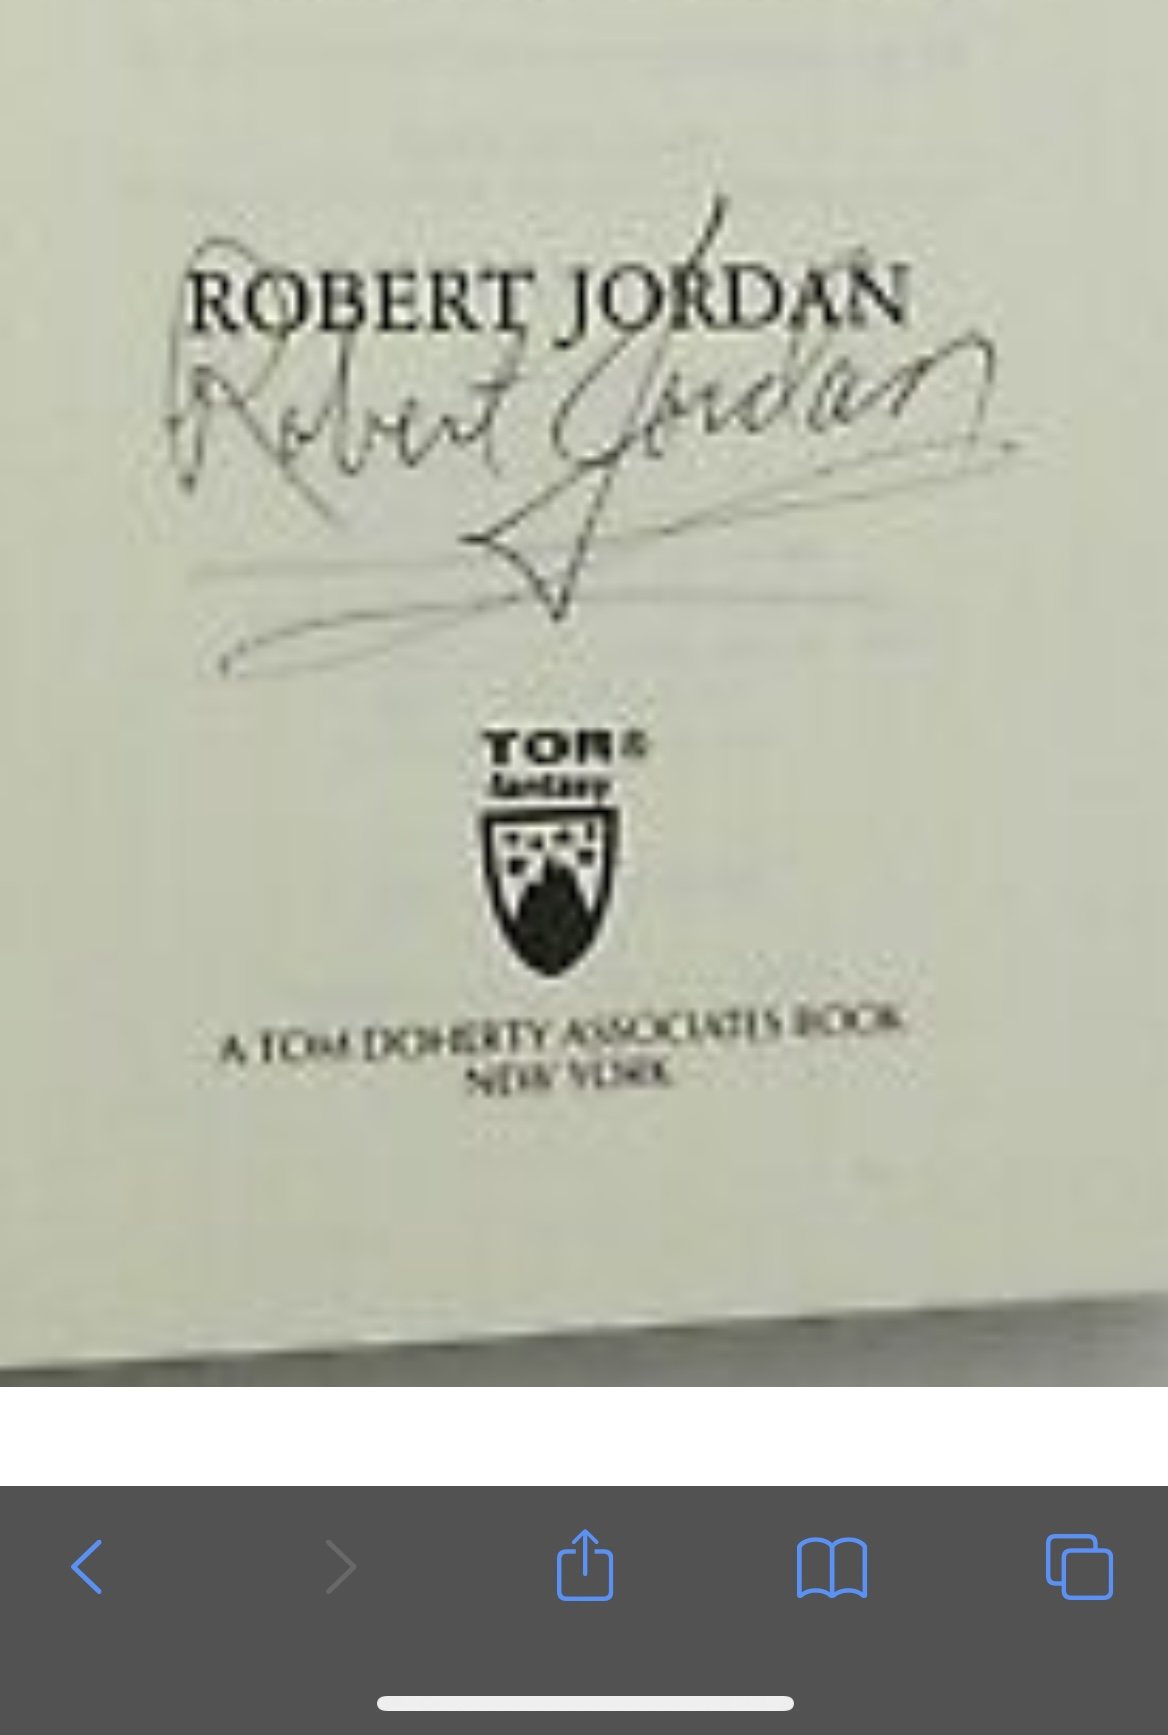 ROBERT JORDAN
Robert Jordan
TOR®
fantasy
A TOM DOHERTY ASSOCIATES BOOK
NEW YORK